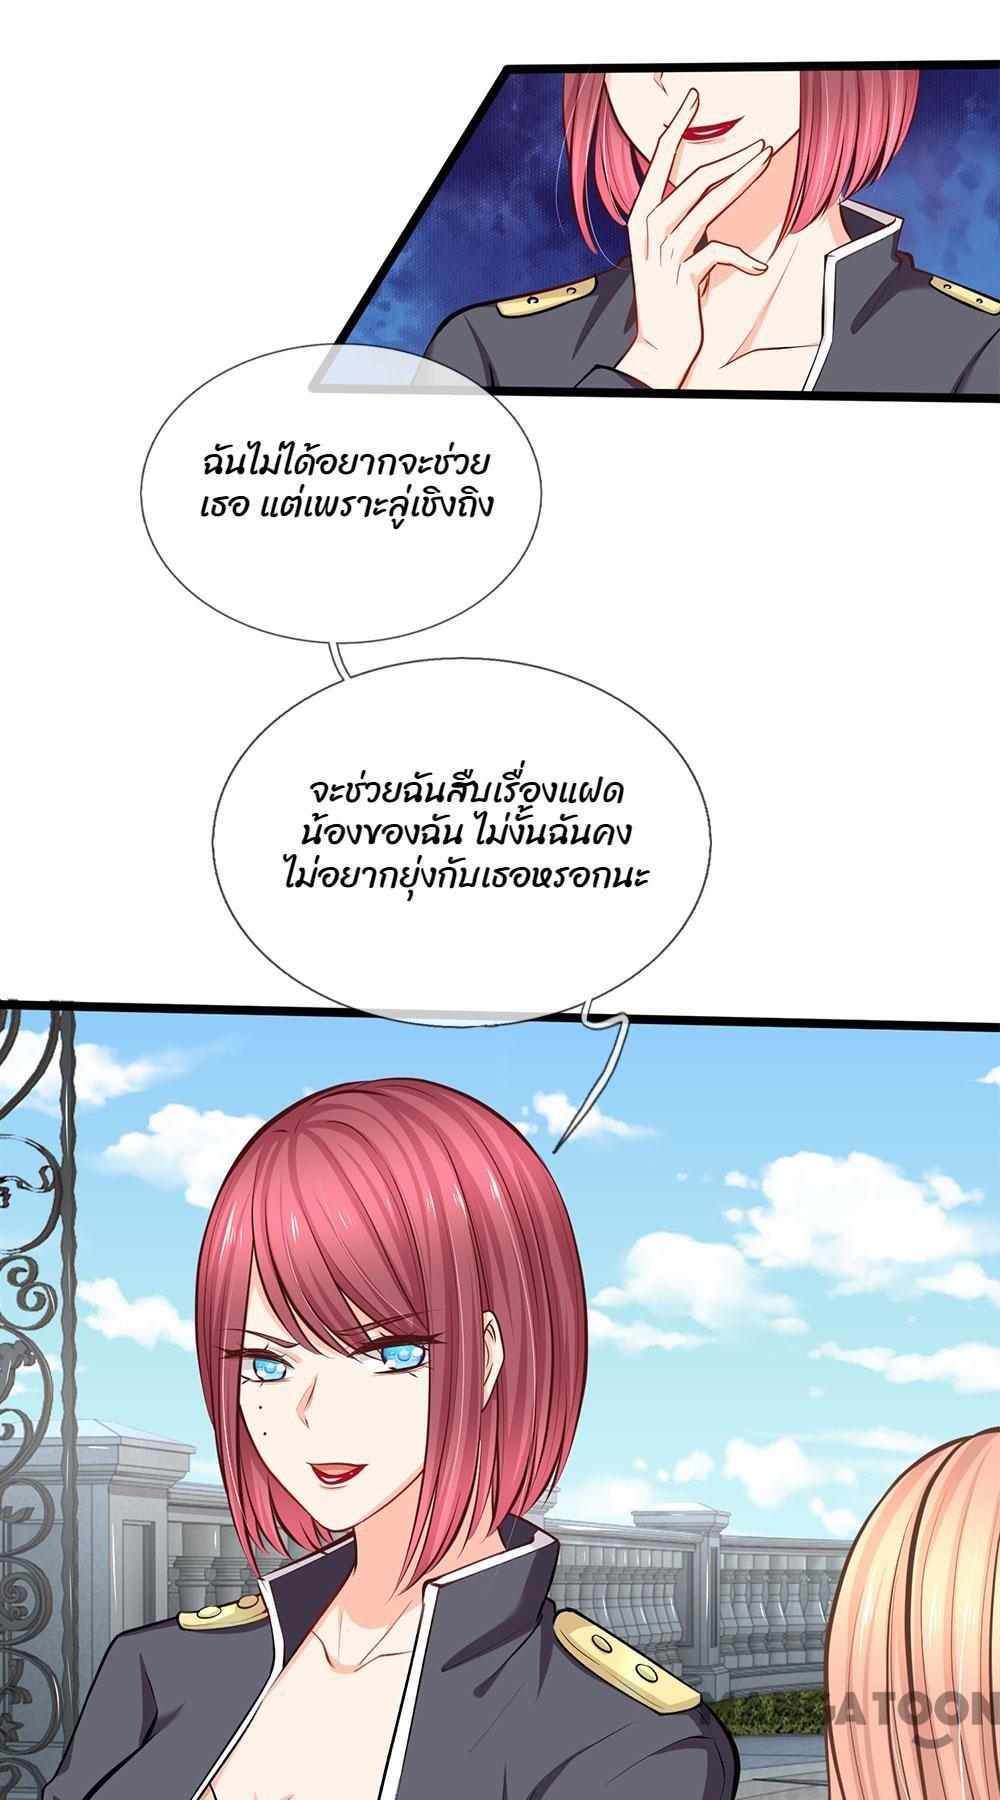 ฉันไม่ได้อยากจะช่วย
เธอ แต่เพราะลู่เชิงถิง
จะช่วยฉันสืบเรื่องแฝด
น้องของฉัน ไม่งั้นฉันคง
ไม่อยากยุ่งกับเธอหรอกนะ
GATOON